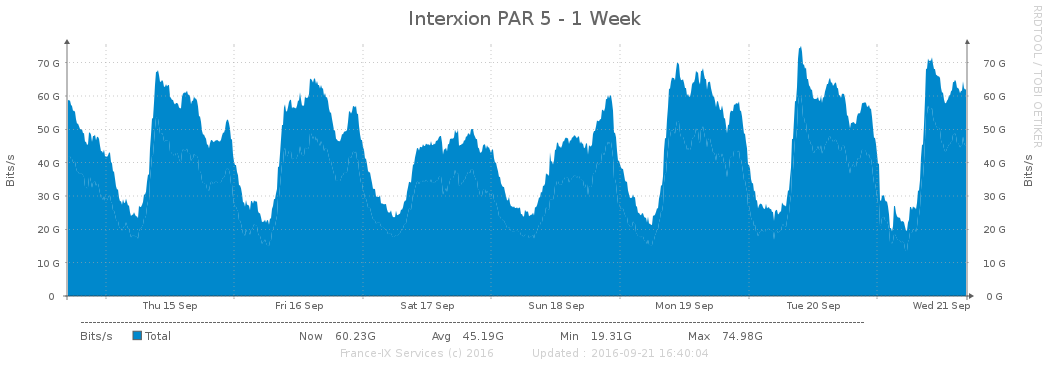 Interxion PAR 5 - 1 Week
RRDTOOL / TOBI OETIKER
Bits/s
70 G
60 G
50 G
40 G
30 G
20 G
10 G
0
70 G
60 G
50 G
40 G
30 G
20 G
10 G
0 G
Bits/s
Thu 15 Sep Fri 16 Sep Sat 17 Sep Sun 18 Sep Mon 19 Sep Tue 20 Sep Wed 21 Sep
Bits/s Total Now 60.23G Avg 45.19G Min 19.31G Max 74.98G
France-IX Services (c) 2016 Updated : 2016-09-21 16:40:04